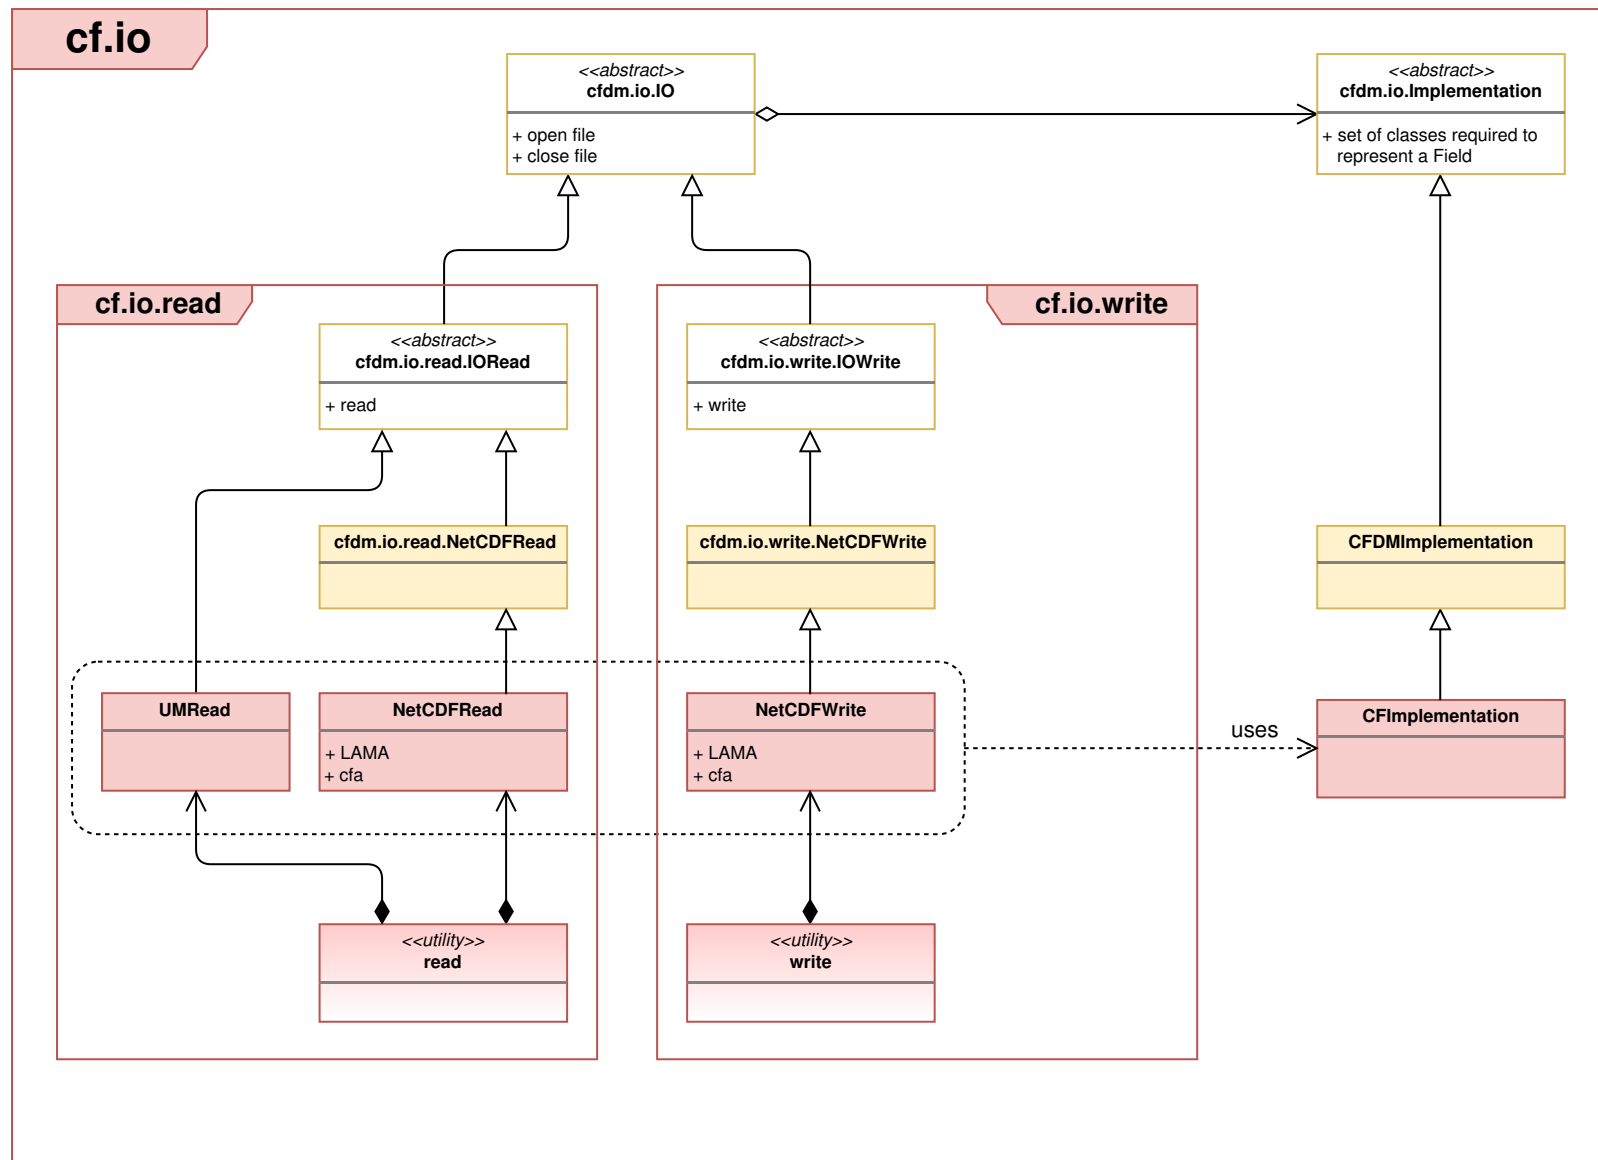 cf.io
<<abstract>>
cfdm.io.IO
+ open file
+ close file
<<abstract>>
cfdm.io.Implementation
+ set of classes required to
represent a Field
cf.io.read
cf.io.write
<<abstract>>
cfdm.io.read.IORead
+ read
<<abstract>>
cfdm.io.write.IOWrite
+ write
cfdm.io.read.NetCDFRead
cfdm.io.write.NetCDFWrite
CFDMImplementation
UMRead
NetCDFRead
+ LAMA
+ cfa
NetCDFWrite
+ LAMA
+ cfa
uses
CFImplementation
<<utility>>
read
<<utility>>
write